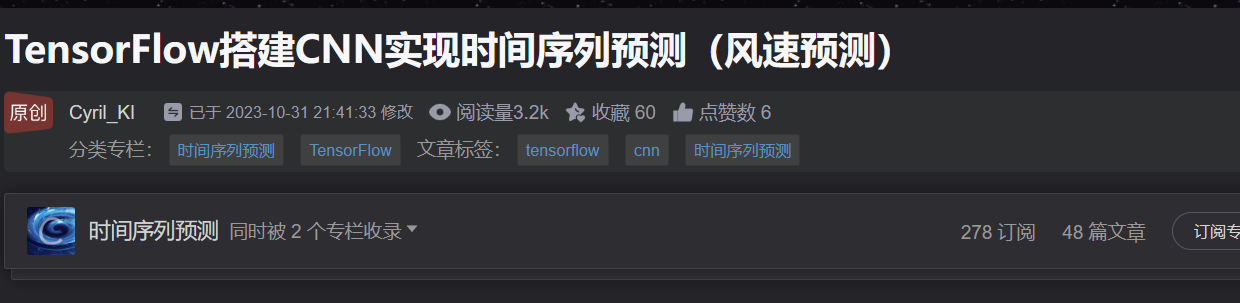 TensorFlow搭建CNN实现时间序列预测（风速预测）
原创 Cyril_KI 已于 2023-10-31 21:41:33 修改 阅读量3.2k 收藏 60 点赞数 6
分类专栏： 时间序列预测 TensorFlow 文章标签： tensorflow cnn 时间序列预测
时间序列预测 同时被 2 个专栏收录 278 订阅 48 篇文章 订阅专